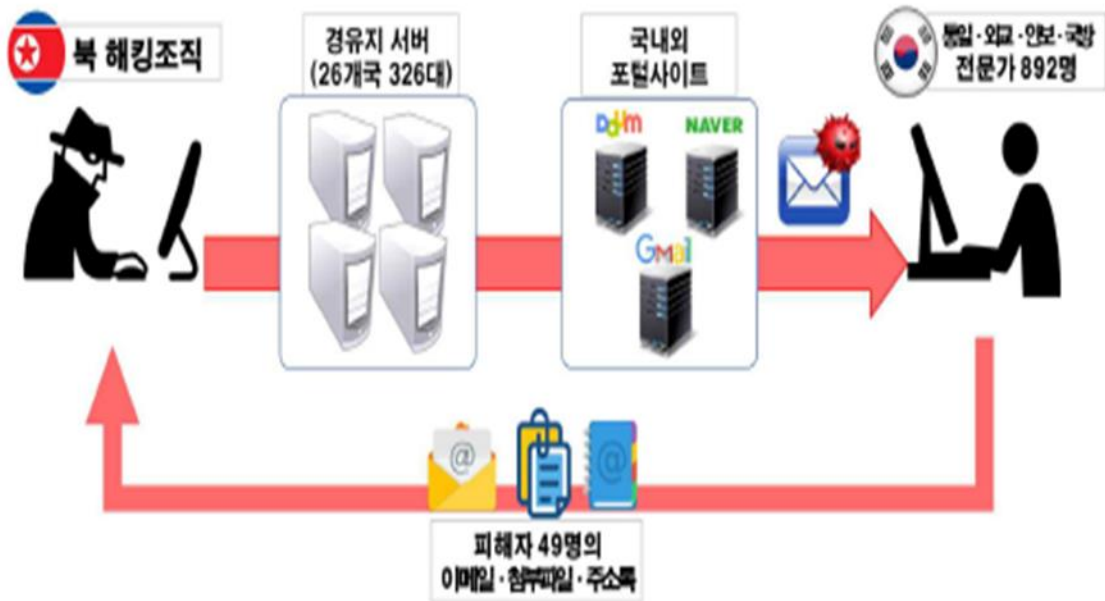 북 해킹조직
경유지 서버
(26개국 326대)
국내외
포털사이트
통일·외교·안보·국방
전문가 892명
Daum
NAVER
Gmail
@
@
피해자 49명의
이메일·첨부파일·주소록